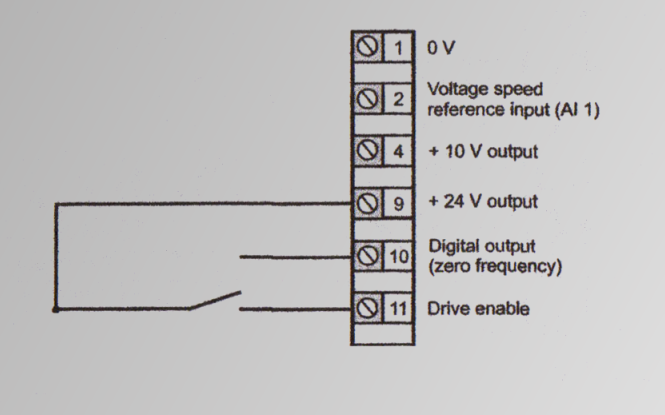 1 0 V
2 Voltage speed
reference input (AI 1)
4 + 10 V output
9 + 24 V output
10 Digital output
(zero frequency)
11 Drive enable